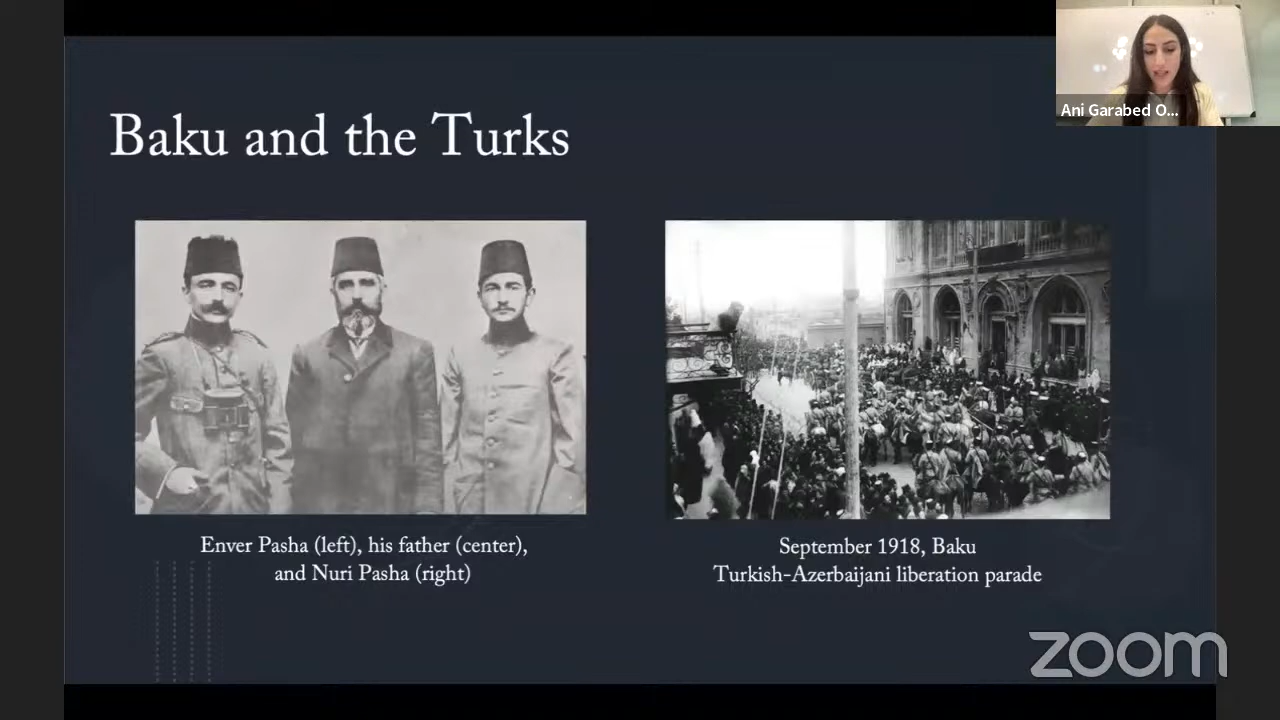 Baku and the Turks
Ani Garabed O...
Enver Pasha (left), his father (center),
and Nuri Pasha (right)
September 1918, Baku
Turkish-Azerbaijani liberation parade
zoom